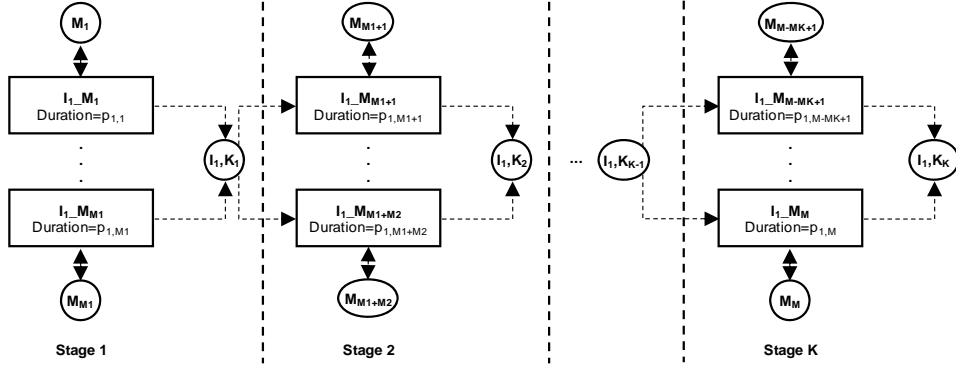 M1
MM1+1
MM-MK+1
I1_M1
Duration=p1,1
I1_MM1+1
Duration=p1,M1+1
I1_MM-MK+1
Duration=p1,M-MK+1
I1,K1
I1,K2
...
I1,KK-1
I1,KK
I1_MM1
Duration=p1,M1
I1_MM1+M2
Duration=p1,M1+M2
I1_MM
Duration=p1,M
MM1
MM1+M2
MM
Stage 1
Stage 2
Stage K